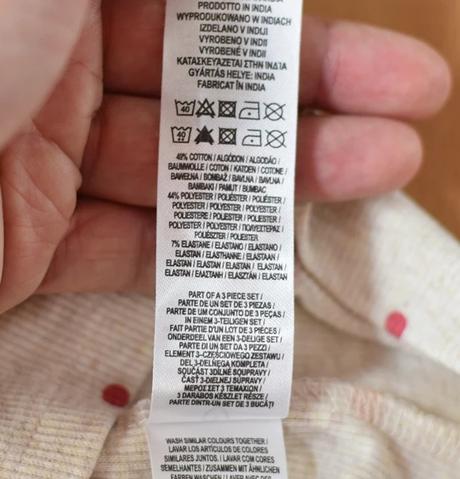 PRODOTTO IN INDIA
WYPRODUKOWANO W INDIACH
IZDELANO V INDIJI
VYROBENO V INDII
VYROBENÉ V INDII
ΚΑΤΑΣΚΕΥΑΖΕΤΑΙ ΣΤΗΝ ΙΝΔΙΑ
GYÁRTÁS HELYE: INDIA
FABRICAT ÎN INDIA
40
40
49% COTTON / ALGODÓN / ALGODÃO /
BAUMWOLLE / COTON / KATOEN / COTONE /
BAWEŁNA / BOMBAŽ / BAVLNA / BAVLNA /
ΒΑΜΒΑΚΙ / PAMUT / BUMBAC
44% POLYESTER / POLIÉSTER / POLIÉSTER /
POLYESTER / POLYESTER / POLYESTER /
POLIESTERE / POLIESTER / POLIESTER /
POLYESTER / POLYESTER / ΠΟΛΥΕΣΤΕΡΑΣ /
POLIÉSZTER / POLIESTER
7% ELASTANE / ELASTANO / ELASTANO /
ELASTAN / ELASTHANNE / ELASTAAN /
ELASTAN / ELASTAN / ELASTAN / ELASTAN /
ELASTAN / ΕΛΑΣΤΑΝΗ / ELASZTÁN / ELASTAN
PART OF A 3 PIECE SET /
PARTE DE UN SET DE 3 PIEZAS /
PARTE DE UM CONJUNTO DE 3 PEÇAS /
IN EINEM 3-TEILIGEN SET /
FAIT PARTIE D'UN LOT DE 3 PIÈCES /
ONDERDEEL VAN EEN 3-DELIGE SET /
PARTE DI UN SET DA 3 PEZZI /
ELEMENT 3-CZĘŚCIOWEGO ZESTAWU /
DEL 3-DELNEGA KOMPLETA /
SOUČÁST 3DÍLNÉ SOUPRAVY /
ČASŤ 3-DIELNEJ SÚPRAVY /
ΜΕΡΟΣ ΣΕΤ 3 ΤΕΜΑΧΙΩΝ /
3 DARABOS KÉSZLET RÉSZE /
PARTE DINTR-UN SET DE 3 BUCĂȚI
WASH SIMILAR COLOURS TOGETHER /
LAVAR LOS ARTÍCULOS DE COLORES
SIMILARES JUNTOS / LAVAR COM CORES
SEMELHANTES / ZUSAMMEN MIT ÄHNLICHEN
FARBEN WASCHEN / LAVER AVEC DES